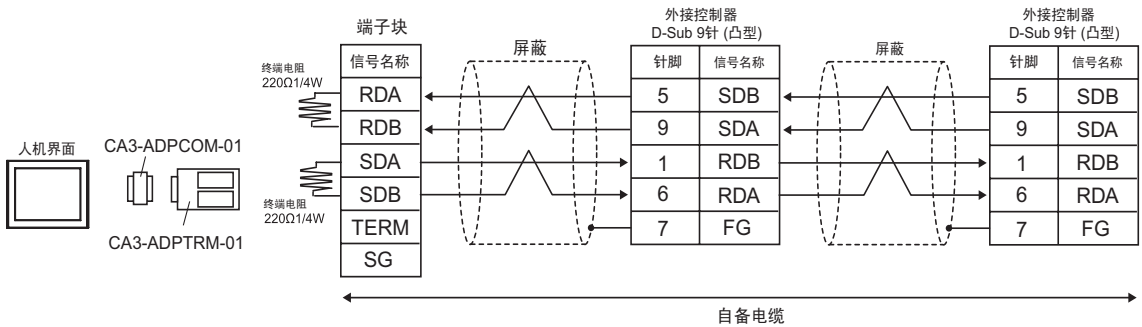 人机界面
CA3-ADPCOM-01
CA3-ADPTRM-01
终端电阻
220Ω1/4W
终端电阻
220Ω1/4W
端子块
信号名称
RDA
RDB
SDA
SDB
TERM
SG
屏蔽
外接控制器
D-Sub 9针 (凸型)
针脚 信号名称
5 SDB
9 SDA
1 RDB
6 RDA
7 FG
屏蔽
外接控制器
D-Sub 9针 (凸型)
针脚 信号名称
5 SDB
9 SDA
1 RDB
6 RDA
7 FG
自备电缆